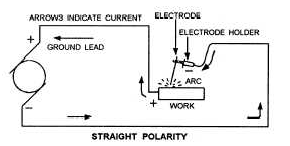 ARROWS INDICATE CURRENT
ELECTRODE
+
GROUND LEAD
ELECTRODE HOLDER
−
ARC
+
WORK
−
STRAIGHT POLARITY